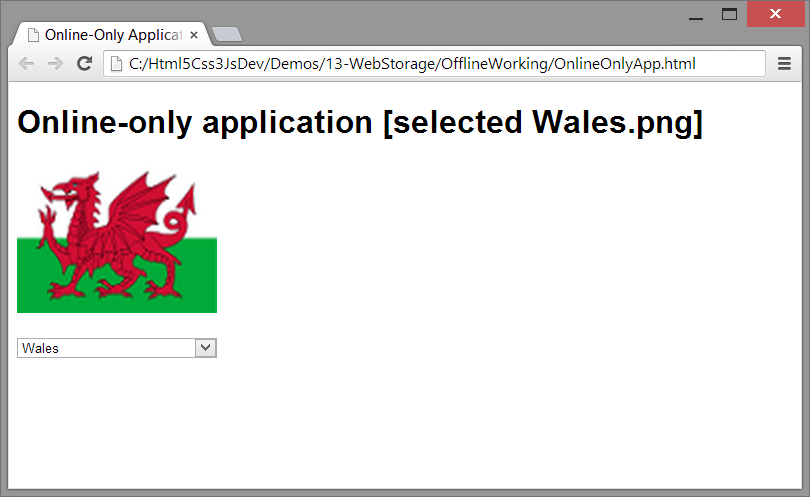 Online-Only Applicat
C:/Html5Css3JsDev/Demos/13-WebStorage/OfflineWorking/OnlineOnlyApp.html
Online-only application [selected Wales.png]
Wales